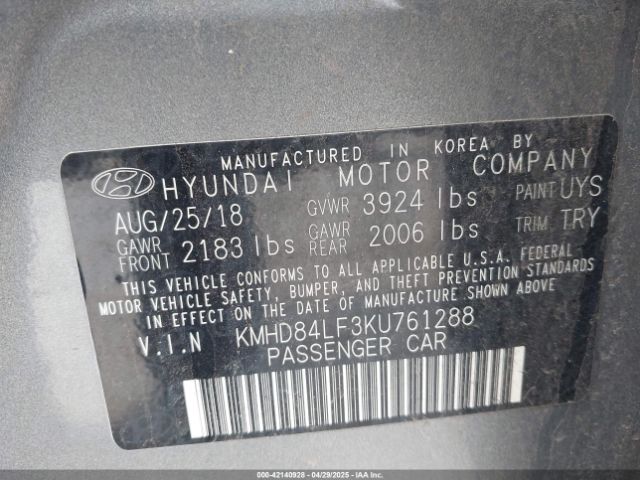 MANUFACTURED IN KOREA BY
HYUNDAI MOTOR COMPANY
AUG/25/18 GVWR 3924 lbs PAINT UYS
GAWR FRONT 2183 lbs GAWR REAR 2006 lbs TRIM TRY
THIS VEHICLE CONFORMS TO ALL APPLICABLE U.S.A. FEDERAL
MOTOR VEHICLE SAFETY, BUMPER, AND THEFT PREVENTION STANDARDS
IN EFFECT ON THE DATE OF MANUFACTURE SHOWN ABOVE.
V.I.N KMHD84LF3KU761288
PASSENGER CAR
000-42140928 - 04/29/2025 - IAAI.com